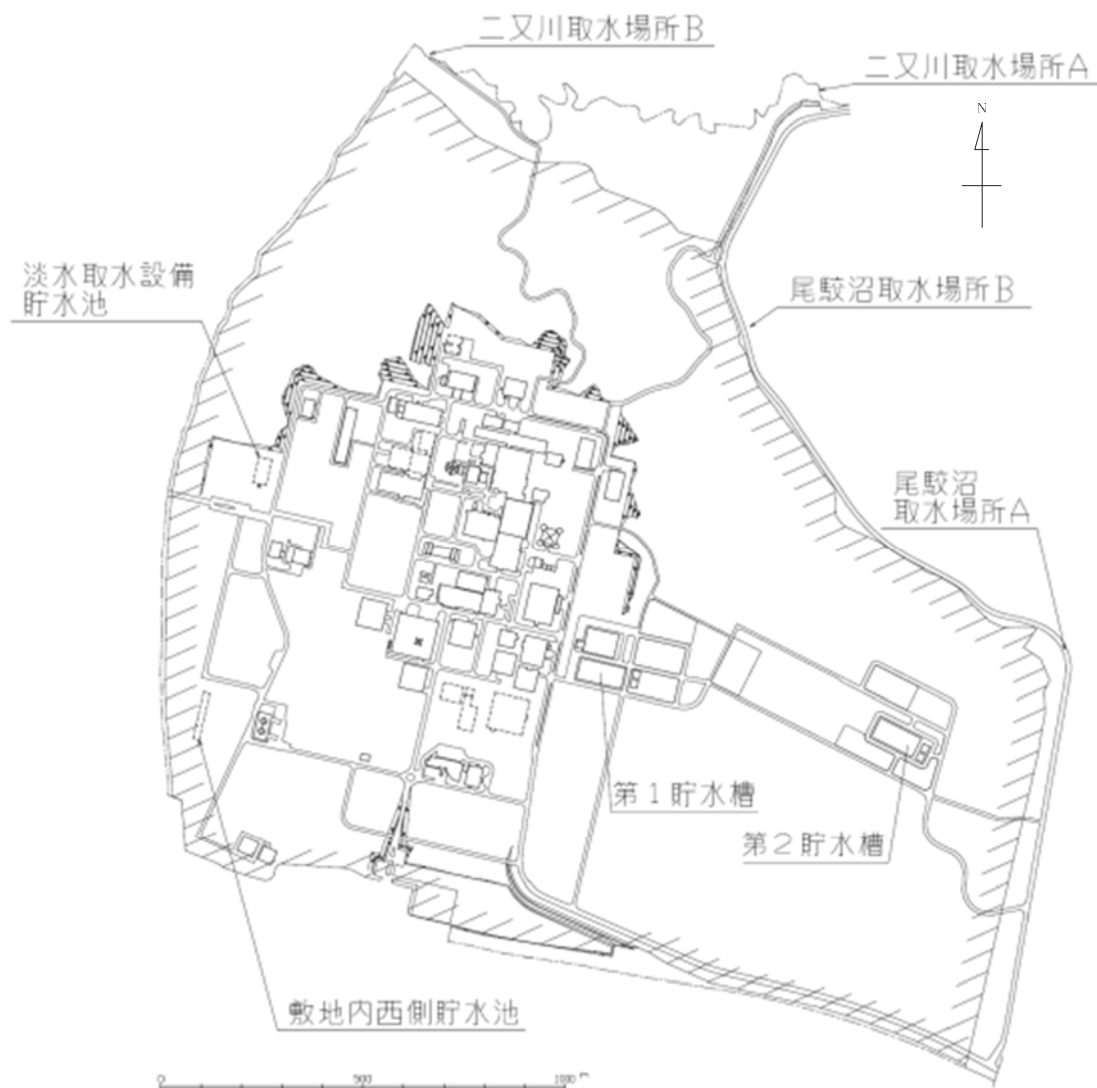 二又川取水場所B
二又川取水場所A
N
淡水取水設備
貯水池
尾駮沼取水場所B
尾駮沼
取水場所A
第1貯水槽
第2貯水槽
敷地内西側貯水池
0 500 1000 m